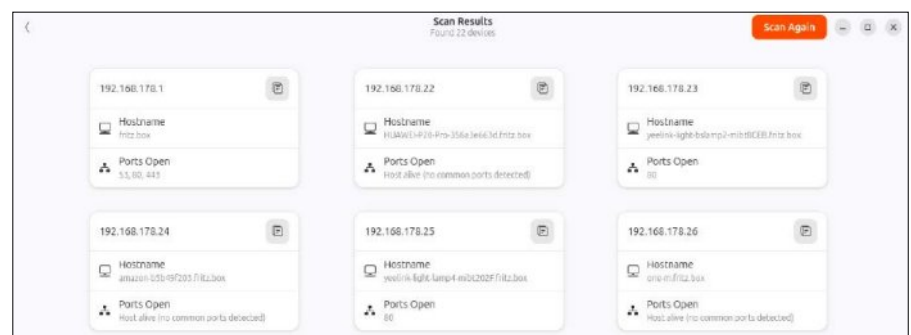 Scan Results
Found 22 devices
Scan Again
192.168.178.1
Hostname
fritz.box
Ports Open
53, 80, 443
192.168.178.22
Hostname
Ports Open
Host alive (no common ports detected)
192.168.178.23
Hostname
Ports Open
80
192.168.178.24
Hostname
Ports Open
Host alive (no common ports detected)
192.168.178.25
Hostname
Ports Open
80
192.168.178.26
Hostname
Ports Open
Host alive (no common ports detected)